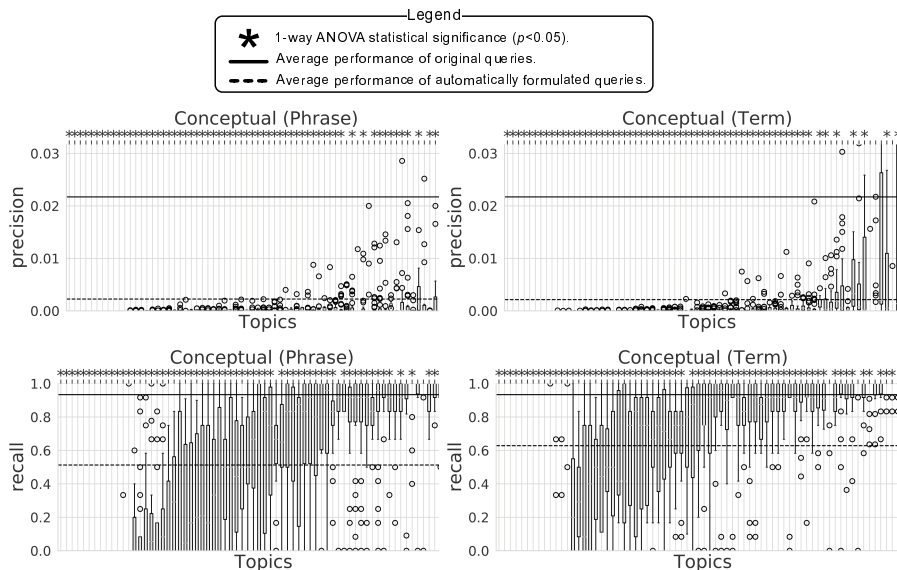 Legend
* 1-way ANOVA statistical significance (p<0.05).
Average performance of original queries.
Average performance of automatically formulated queries.
Conceptual (Phrase)
Conceptual (Term)
precision
0.03
0.02
0.01
0.00
Topics
precision
0.03
0.02
0.01
0.00
Topics
Conceptual (Phrase)
Conceptual (Term)
recall
1.0
0.8
0.6
0.4
0.2
0.0
Topics
recall
1.0
0.8
0.6
0.4
0.2
0.0
Topics